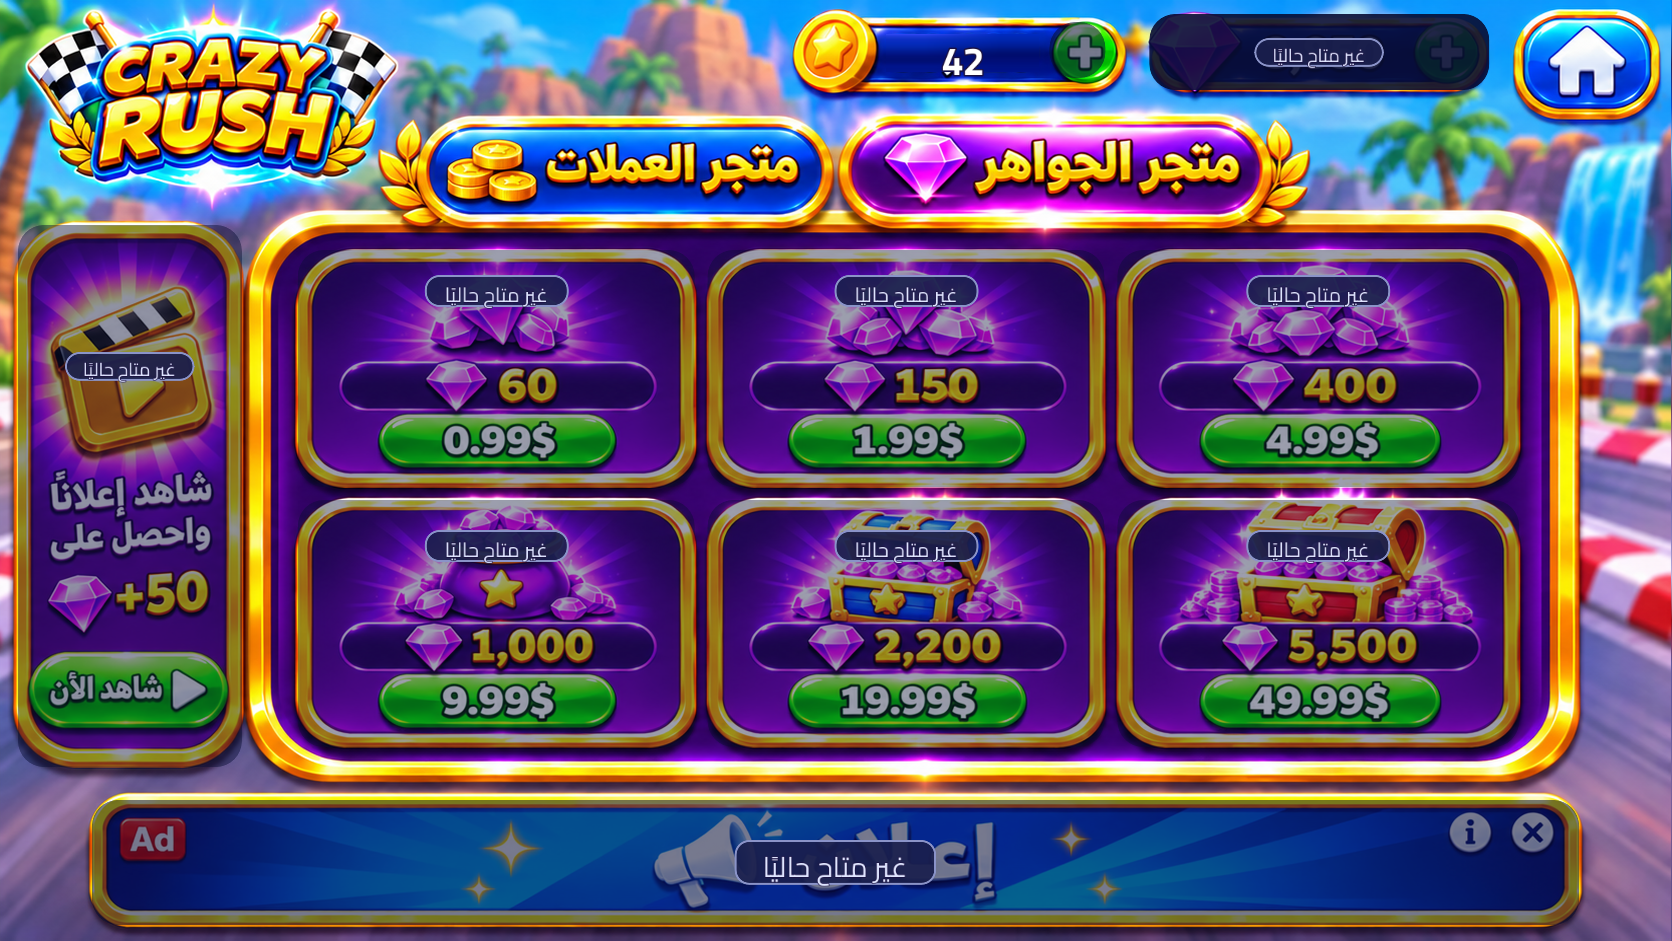 CRAZY
RUSH
42
غير متاح حاليًا
متجر العملات
متجر الجواهر
غير متاح حاليًا
60
0.99$
غير متاح حاليًا
150
1.99$
غير متاح حاليًا
400
4.99$
غير متاح حاليًا
شاهد إعلانًا
واحصل على
+50
شاهد الأن
غير متاح حاليًا
1,000
9.99$
غير متاح حاليًا
2,200
19.99$
غير متاح حاليًا
5,500
49.99$
Ad
إعلان
غير متاح حاليًا